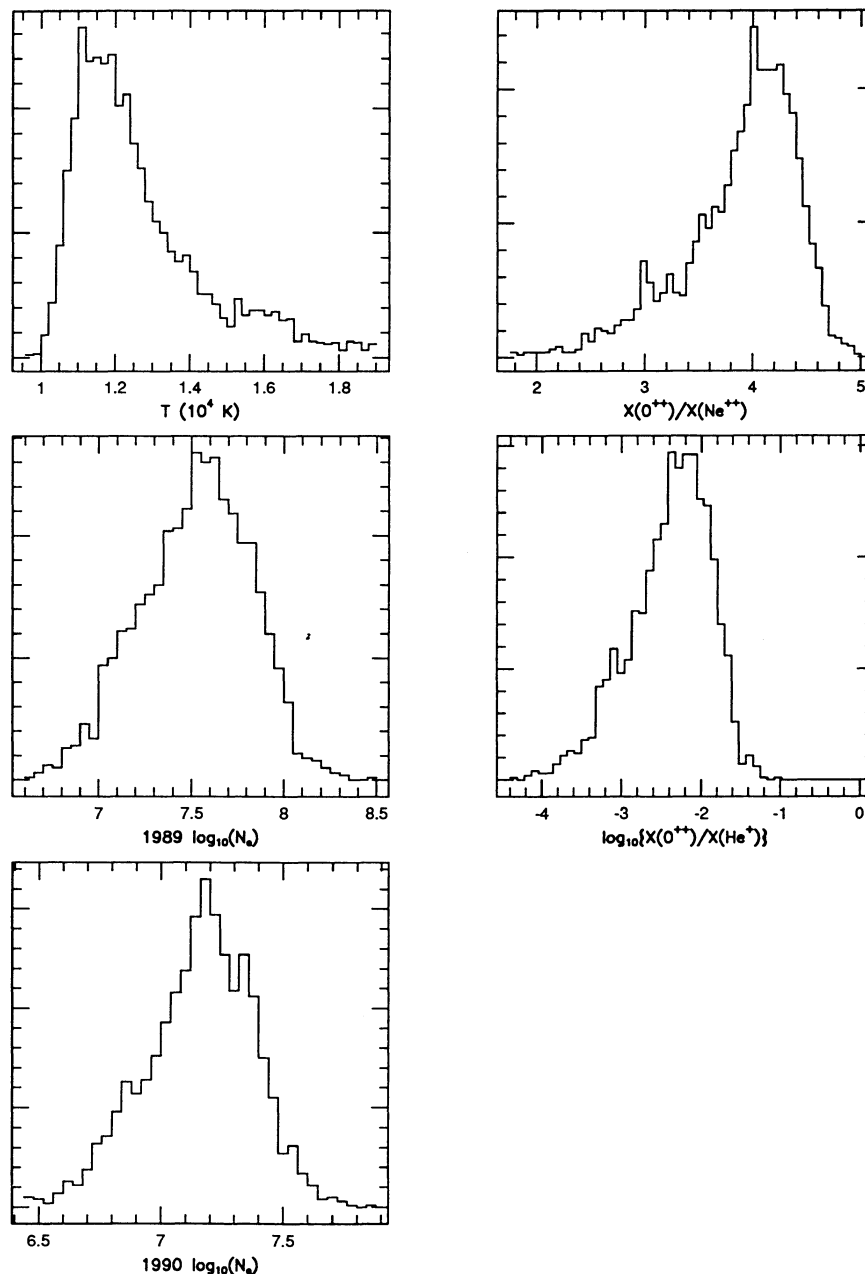 1 1.2 1.4 1.6 1.8
T (10⁴ K)
2 3 4 5
X(O⁺⁺)/X(Ne⁺⁺)
7 7.5 8 8.5
1989 log₁₀(Nₑ)
-4 -3 -2 -1 0
log₁₀{X(O⁺⁺)/X(He⁺)}
6.5 7 7.5
1990 log₁₀(Nₑ)